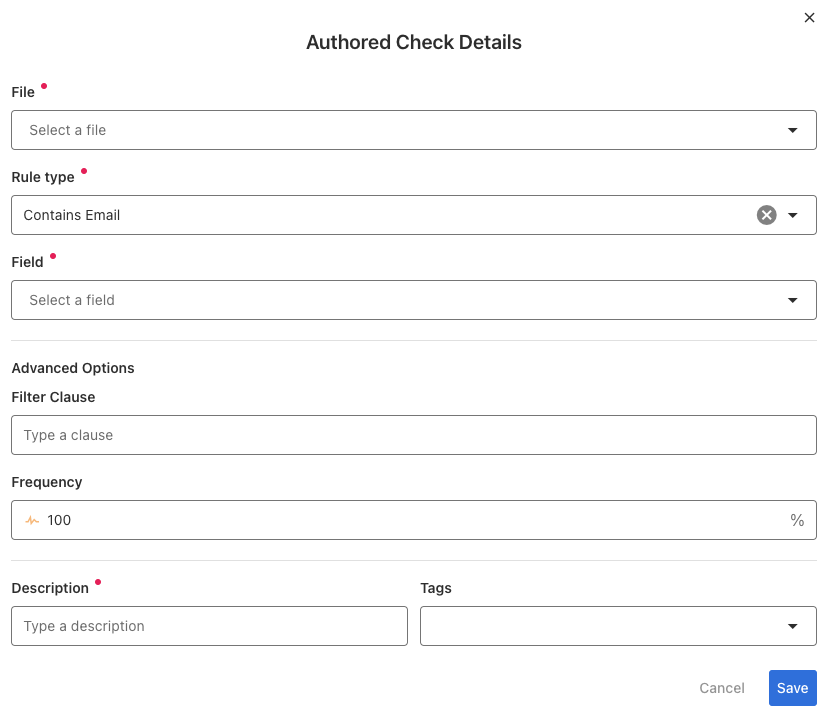 Authored Check Details
File
Select a file
Rule type
Contains Email
Field
Select a field
Advanced Options
Filter Clause
Type a clause
Frequency
100 %
Description Tags
Type a description
Cancel Save